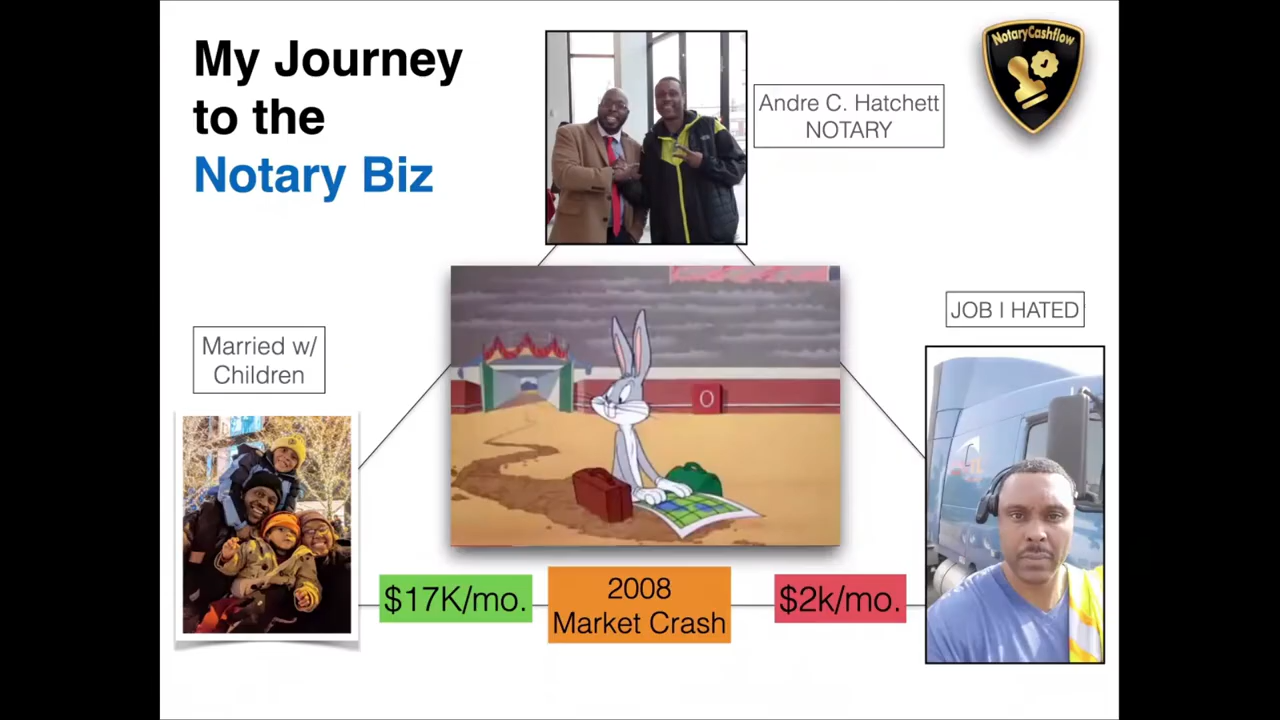 My Journey
to the
Notary Biz
NotaryCashflow
Andre C. Hatchett
NOTARY
Married w/
Children
JOB I HATED
O
$17K/mo.
2008
Market Crash
$2k/mo.